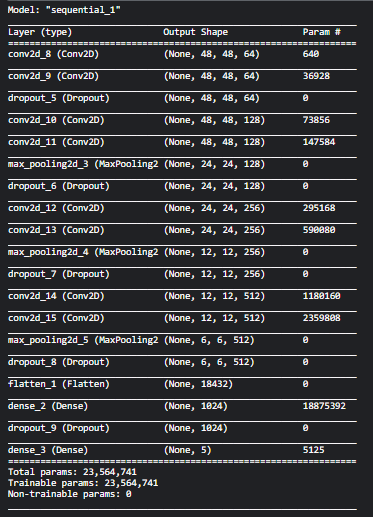 Model: "sequential_1"
Layer (type) Output Shape Param #
conv2d_8 (Conv2D) (None, 48, 48, 64) 640
conv2d_9 (Conv2D) (None, 48, 48, 64) 36928
dropout_5 (Dropout) (None, 48, 48, 64) 0
conv2d_10 (Conv2D) (None, 48, 48, 128) 73856
conv2d_11 (Conv2D) (None, 48, 48, 128) 147584
max_pooling2d_3 (MaxPooling2 (None, 24, 24, 128) 0
dropout_6 (Dropout) (None, 24, 24, 128) 0
conv2d_12 (Conv2D) (None, 24, 24, 256) 295168
conv2d_13 (Conv2D) (None, 24, 24, 256) 590080
max_pooling2d_4 (MaxPooling2 (None, 12, 12, 256) 0
dropout_7 (Dropout) (None, 12, 12, 256) 0
conv2d_14 (Conv2D) (None, 12, 12, 512) 1180160
conv2d_15 (Conv2D) (None, 12, 12, 512) 2359808
max_pooling2d_5 (MaxPooling2 (None, 6, 6, 512) 0
dropout_8 (Dropout) (None, 6, 6, 512) 0
flatten_1 (Flatten) (None, 18432) 0
dense_2 (Dense) (None, 1024) 18875392
dropout_9 (Dropout) (None, 1024) 0
dense_3 (Dense) (None, 5) 5125
Total params: 23,564,741
Trainable params: 23,564,741
Non-trainable params: 0